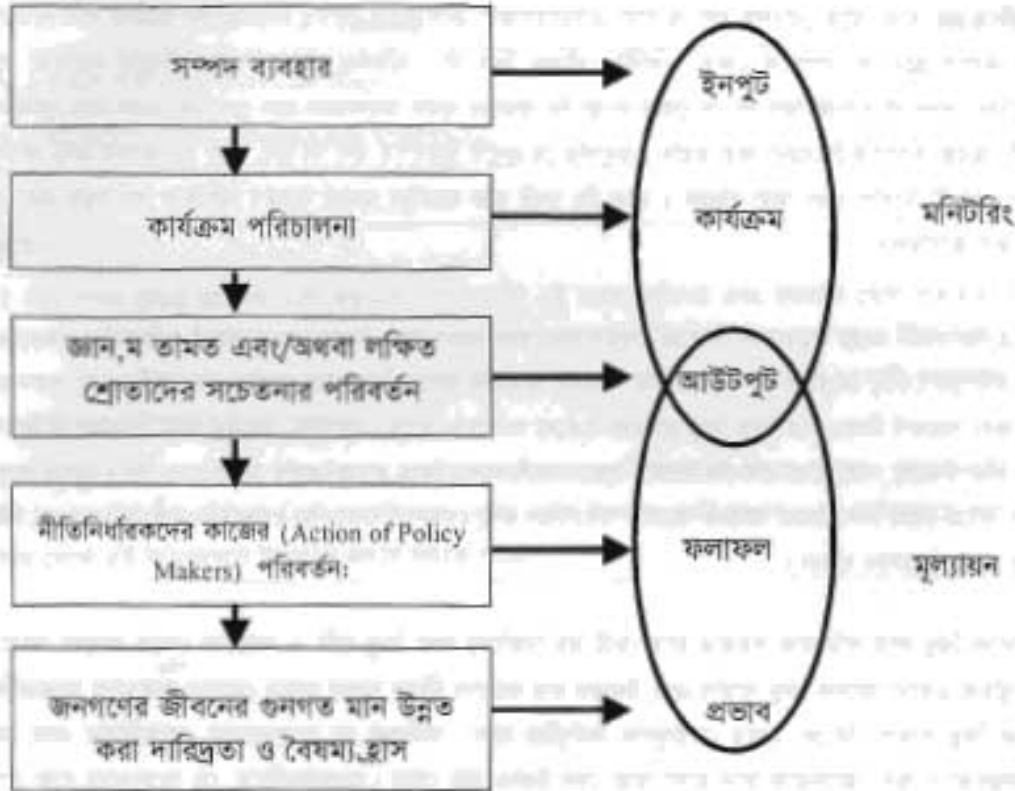 সম্পদ ব্যবহার
ইনপুট
কার্যক্রম পরিচালনা
কার্যক্রম
মনিটরিং
জ্ঞান,ম তামত এবং/অথবা লক্ষিত
শ্রোতাদের সচেতনার পরিবর্তন
আউটপুট
নীতিনির্ধারকদের কাজের (Action of Policy
Makers) পরিবর্তনঃ
ফলাফল
মূল্যায়ন
জনগণের জীবনের গুনগত মান উন্নত
করা দারিদ্রতা ও বৈষম্য হ্রাস
প্রভাব